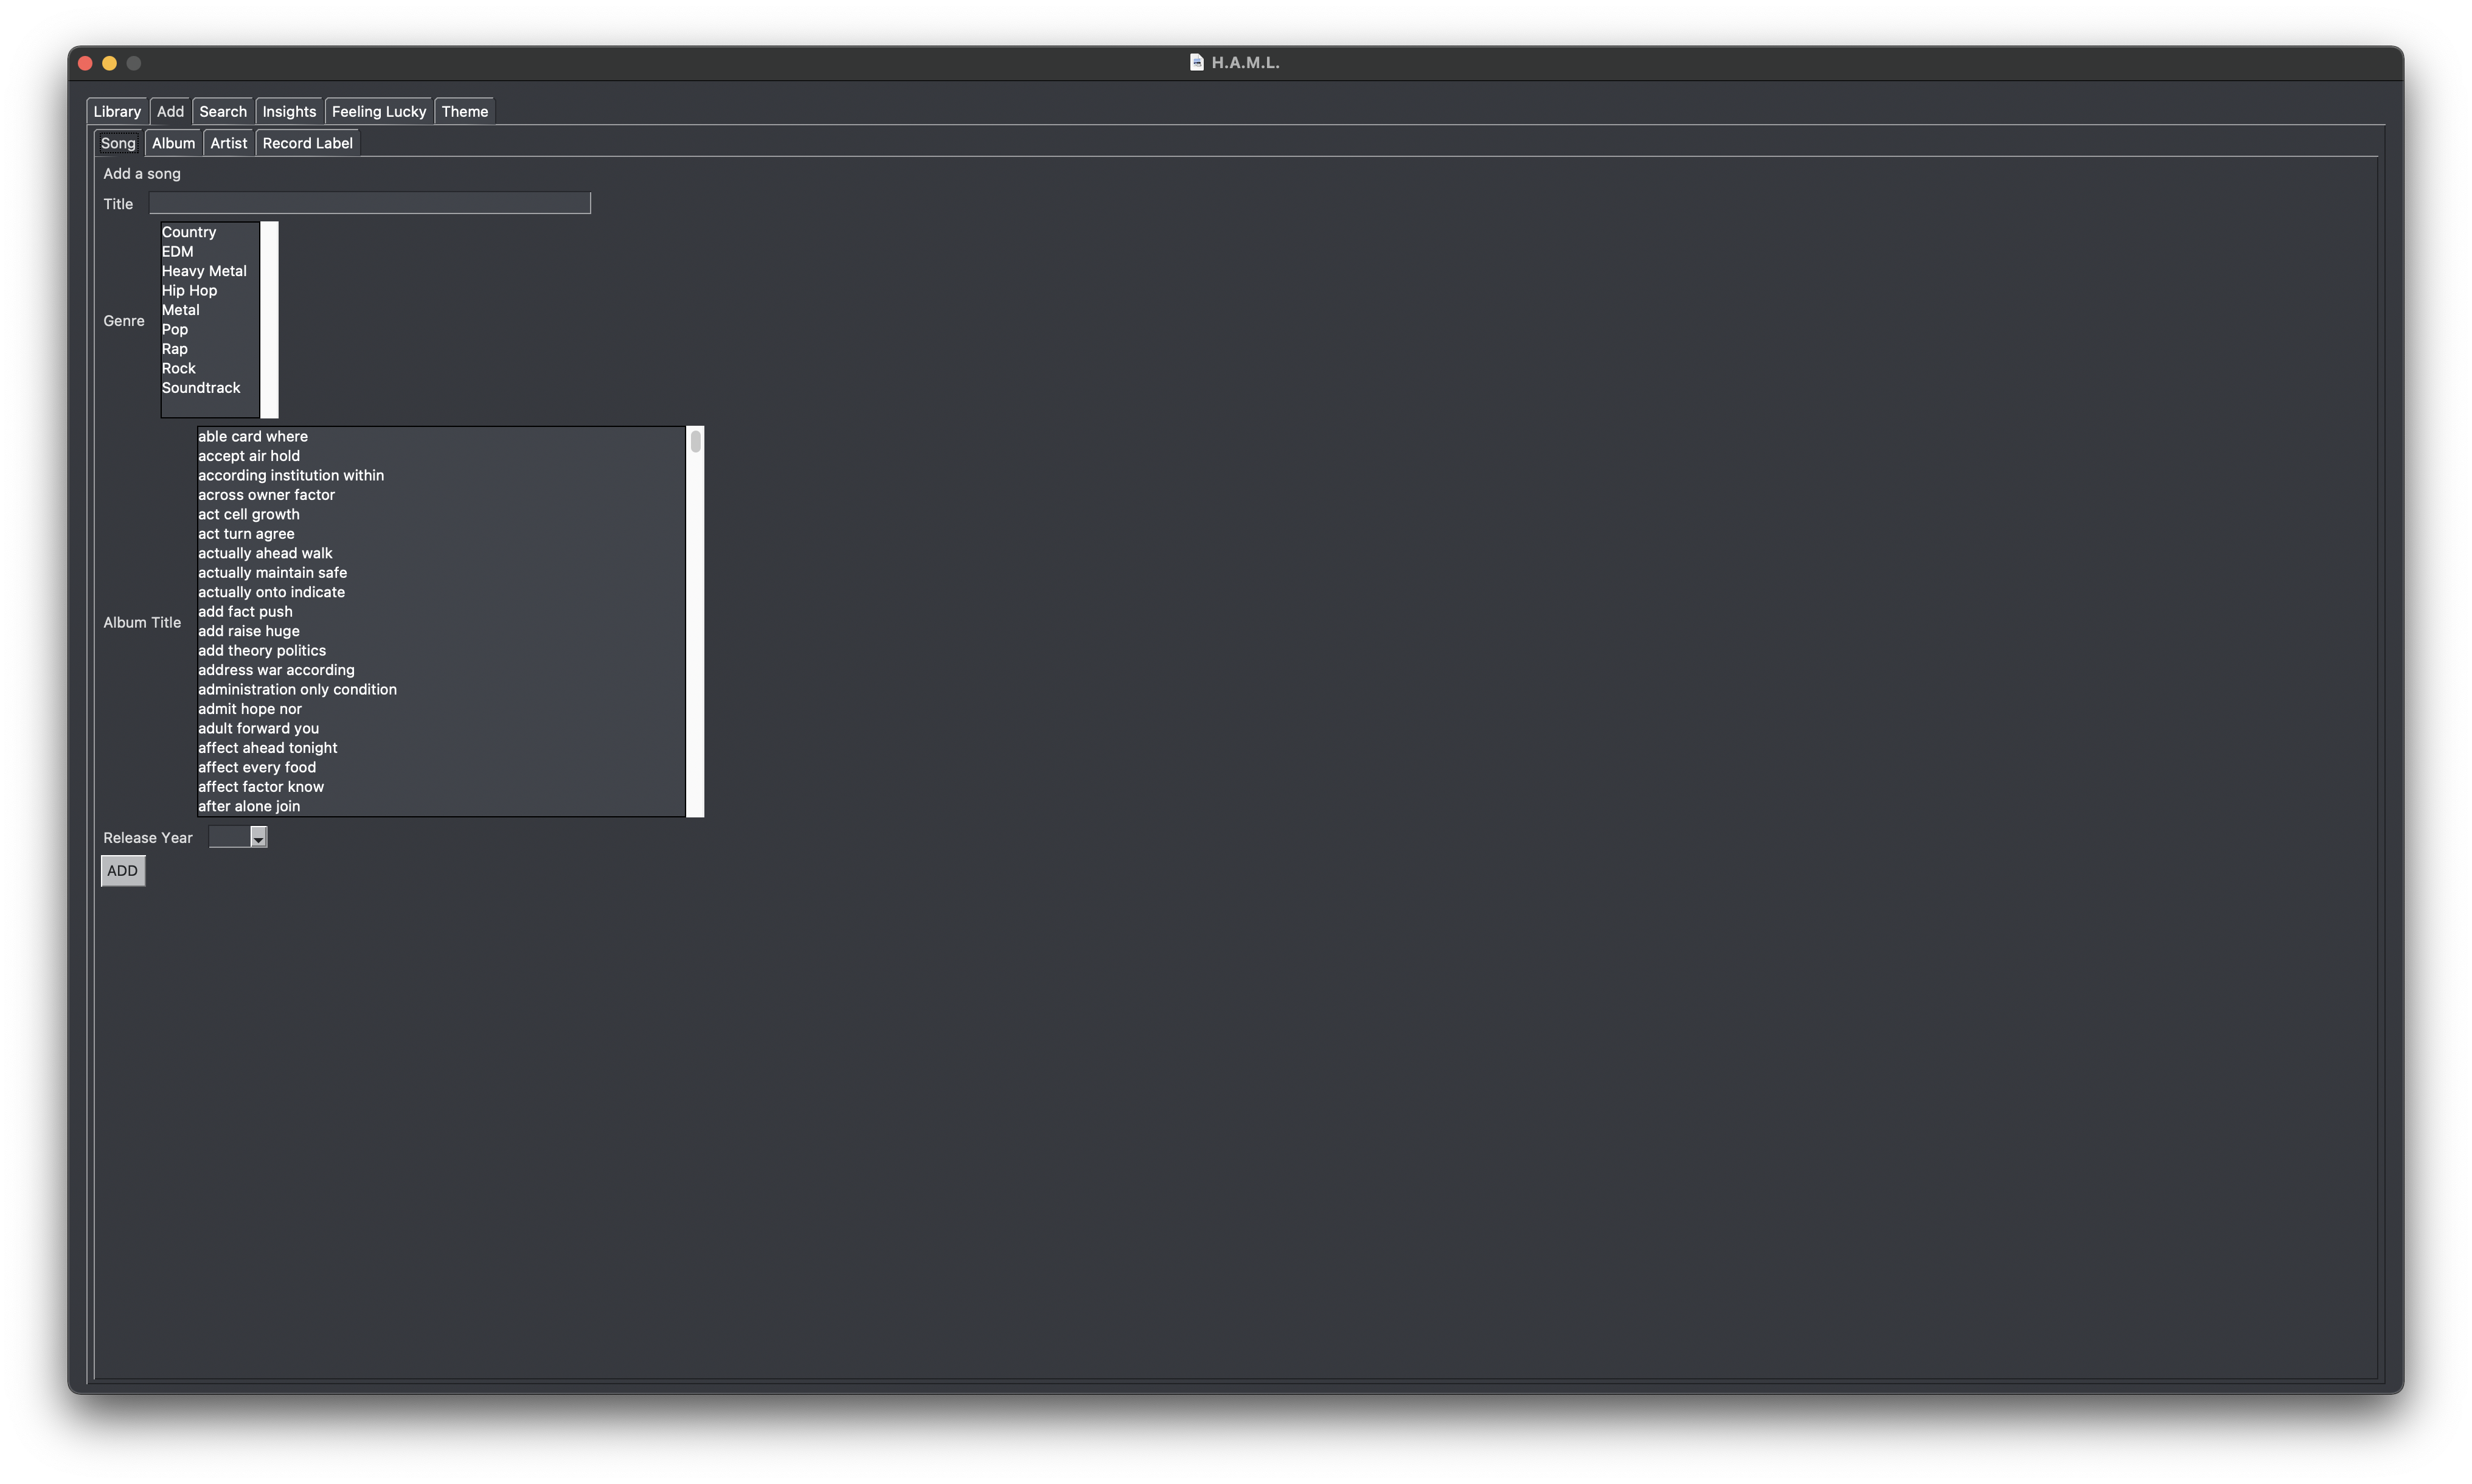 H.A.M.L.
Library Add Search Insights Feeling Lucky Theme
Song Album Artist Record Label
Add a song
Title
Genre
Country
EDM
Heavy Metal
Hip Hop
Metal
Pop
Rap
Rock
Soundtrack
Album Title
able card where
accept air hold
according institution within
across owner factor
act cell growth
act turn agree
actually ahead walk
actually maintain safe
actually onto indicate
add fact push
add raise huge
add theory politics
address war according
administration only condition
admit hope nor
adult forward you
affect ahead tonight
affect every food
affect factor know
after alone join
Release Year
ADD